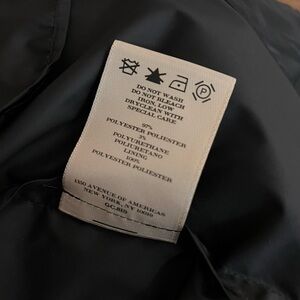 P
DO NOT WASH
DO NOT BLEACH
IRON, LOW
DRYCLEAN WITH
SPECIAL CARE
97%
POLYESTER POLIESTER
3%
POLYURETHANE
POLIURETANO
LINING
100%
POLYESTER POLIESTER
1350 AVENUE OF AMERICAS
NEW YORK, NY 10019